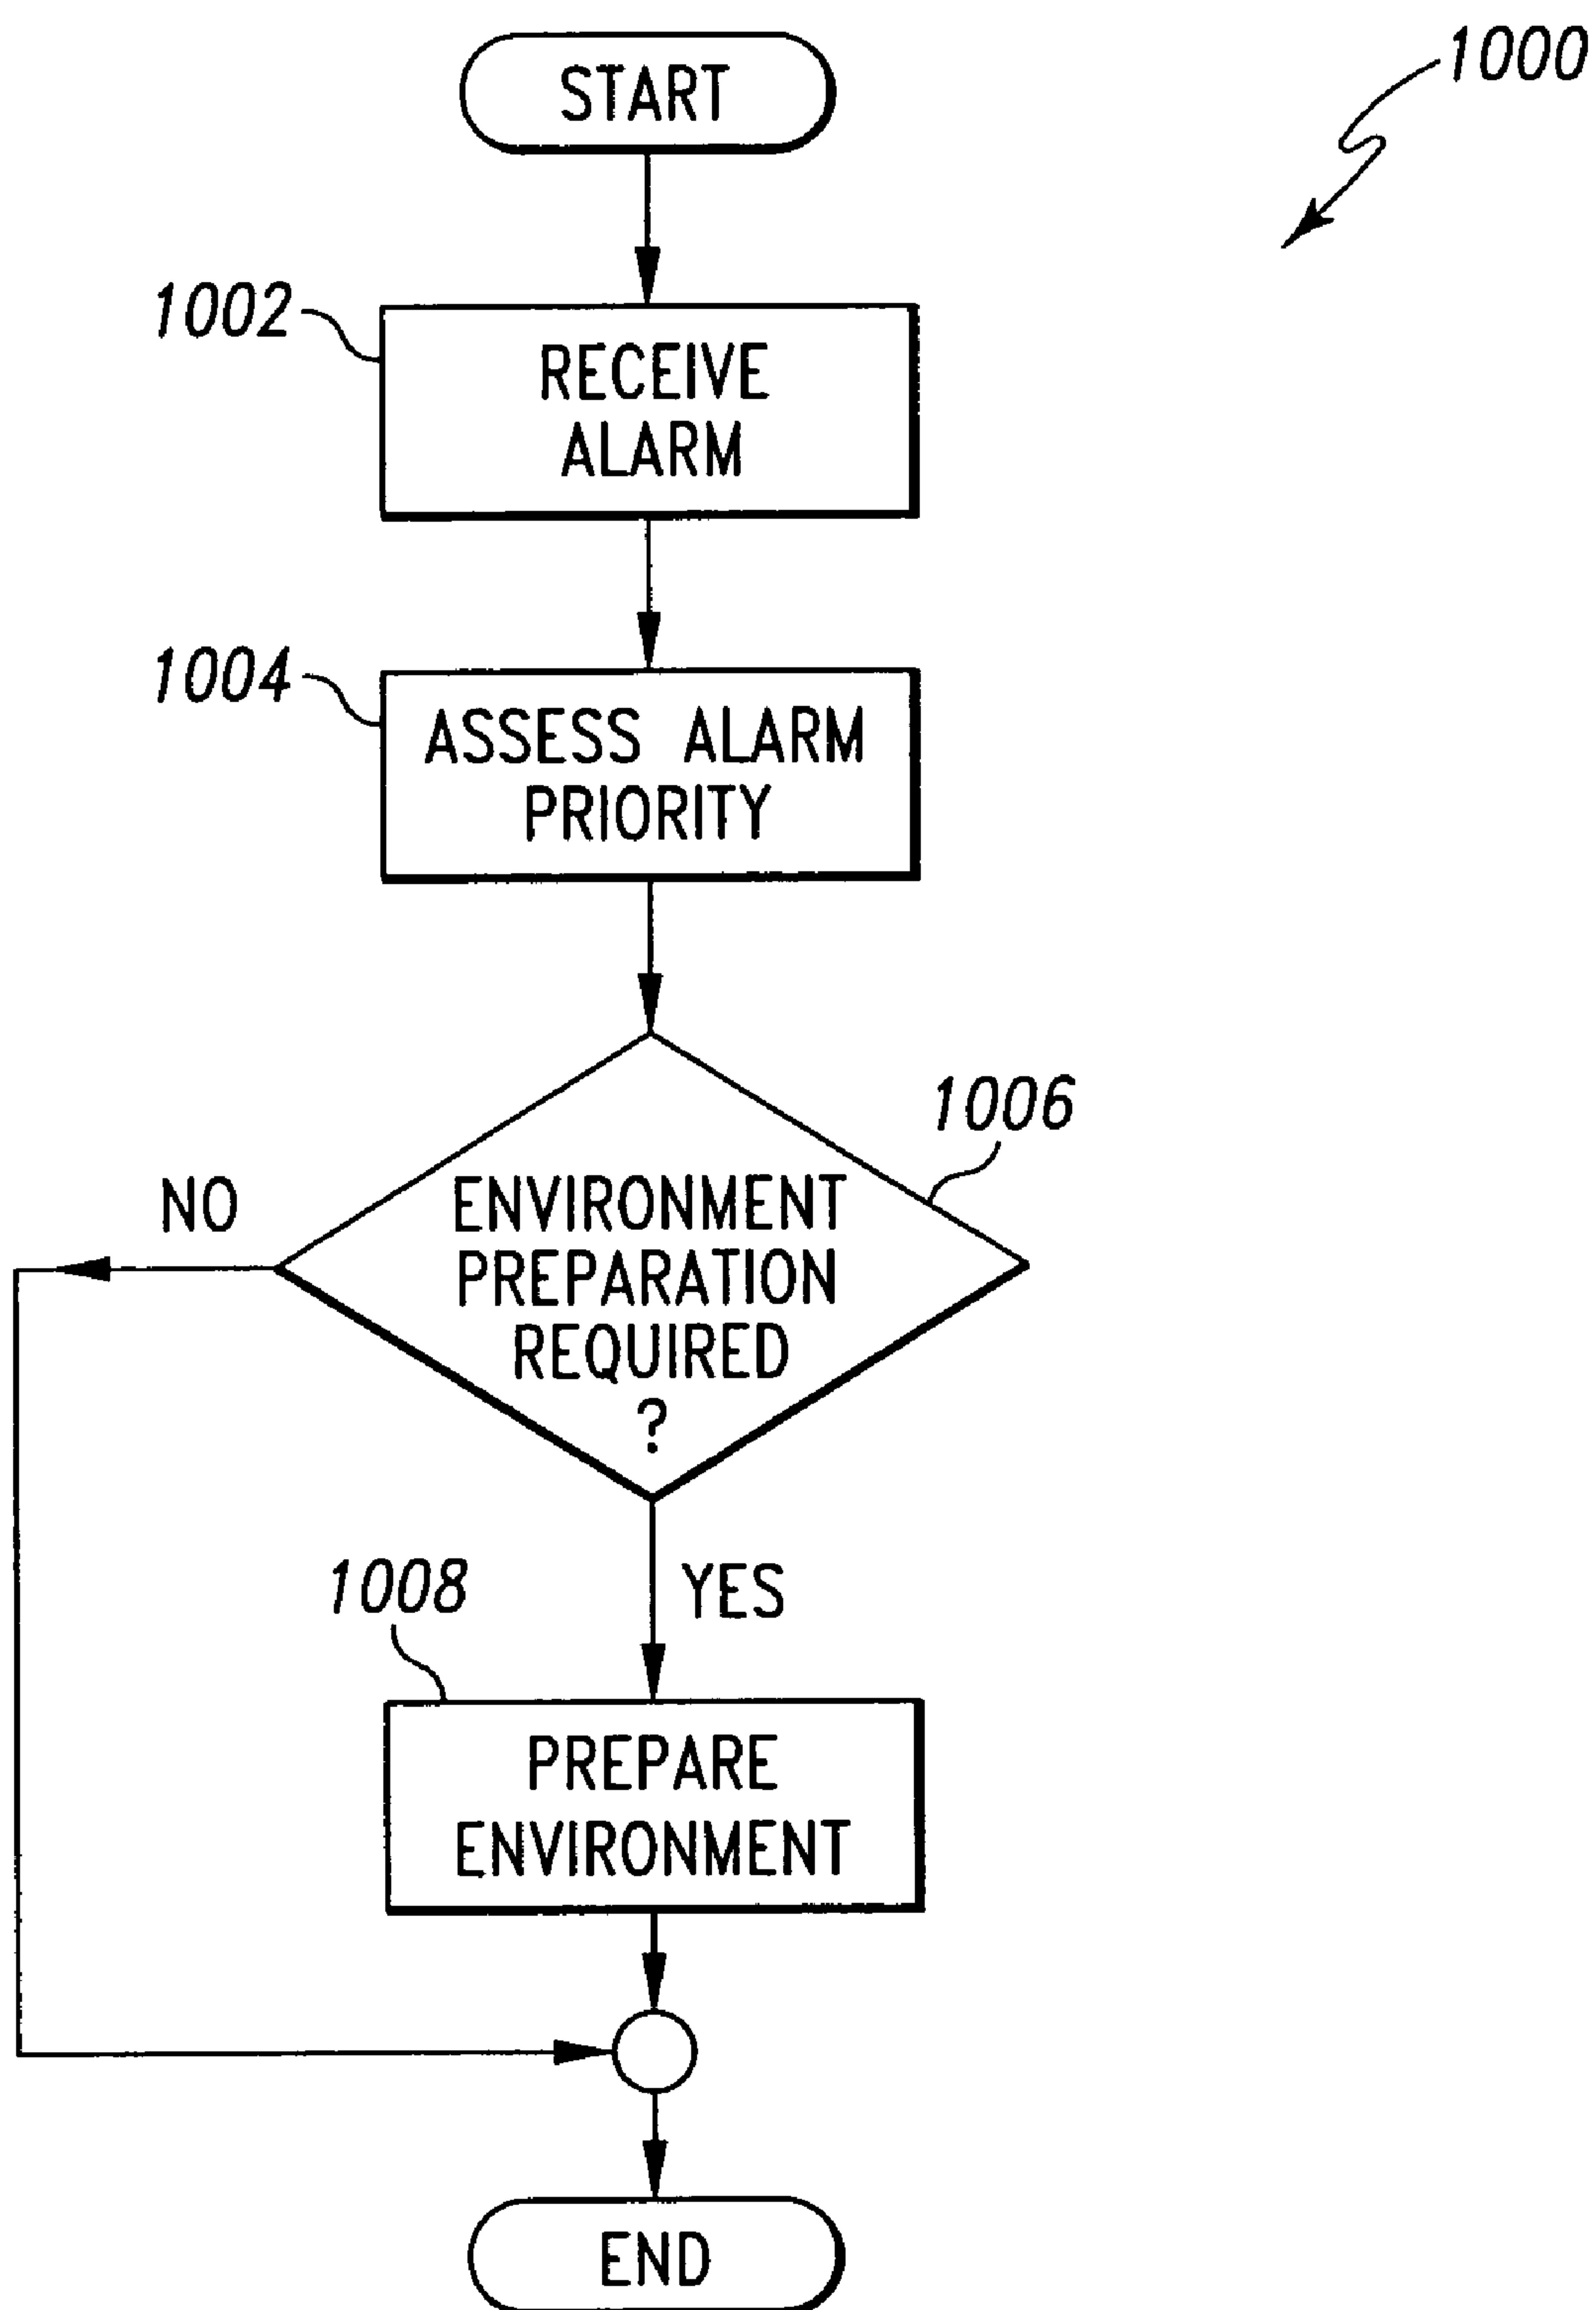 START
1000
1002
RECEIVE
ALARM
1004
ASSESS ALARM
PRIORITY
1006
NO
ENVIRONMENT
PREPARATION
REQUIRED
?
YES
1008
PREPARE
ENVIRONMENT
END